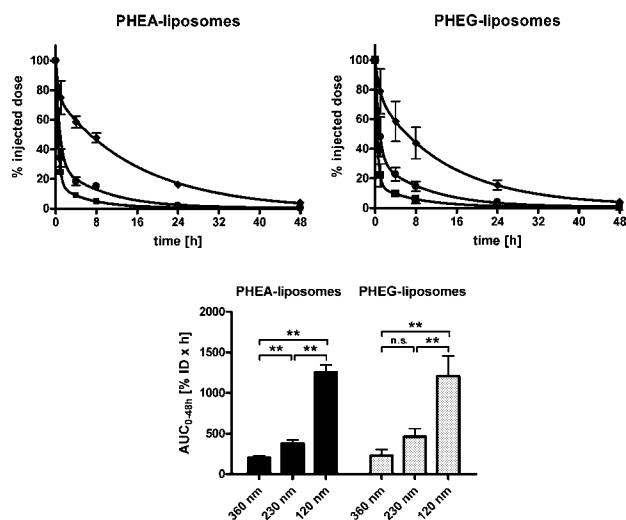 PHEA-liposomes
PHEG-liposomes
100
80
60
40
20
0
% injected dose
0 8 16 24 32 40 48
time [h]
100
80
60
40
20
0
% injected dose
0 8 16 24 32 40 48
time [h]
PHEA-liposomes PHEG-liposomes
2000
1500
1000
500
0
AUC0-48h [% ID x h]
**
** **
**
n.s. **
360 nm
230 nm
120 nm
360 nm
230 nm
120 nm